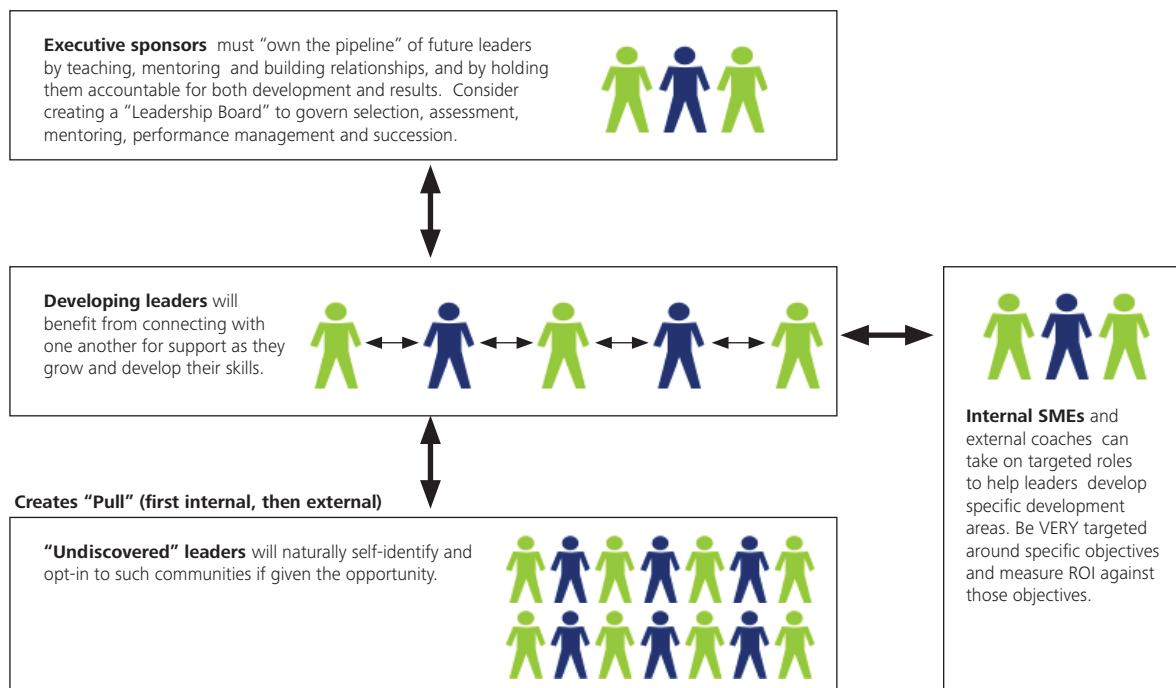 Executive sponsors must “own the pipeline” of future leaders
by teaching, mentoring and building relationships, and by holding
them accountable for both development and results. Consider
creating a “Leadership Board” to govern selection, assessment,
mentoring, performance management and succession.
Developing leaders will
benefit from connecting with
one another for support as they
grow and develop their skills.
Internal SMEs and
external coaches can
take on targeted roles
to help leaders develop
specific development
areas. Be VERY targeted
around specific objectives
and measure ROI against
those objectives.
Creates “Pull” (first internal, then external)
“Undiscovered” leaders will naturally self-identify and
opt-in to such communities if given the opportunity.